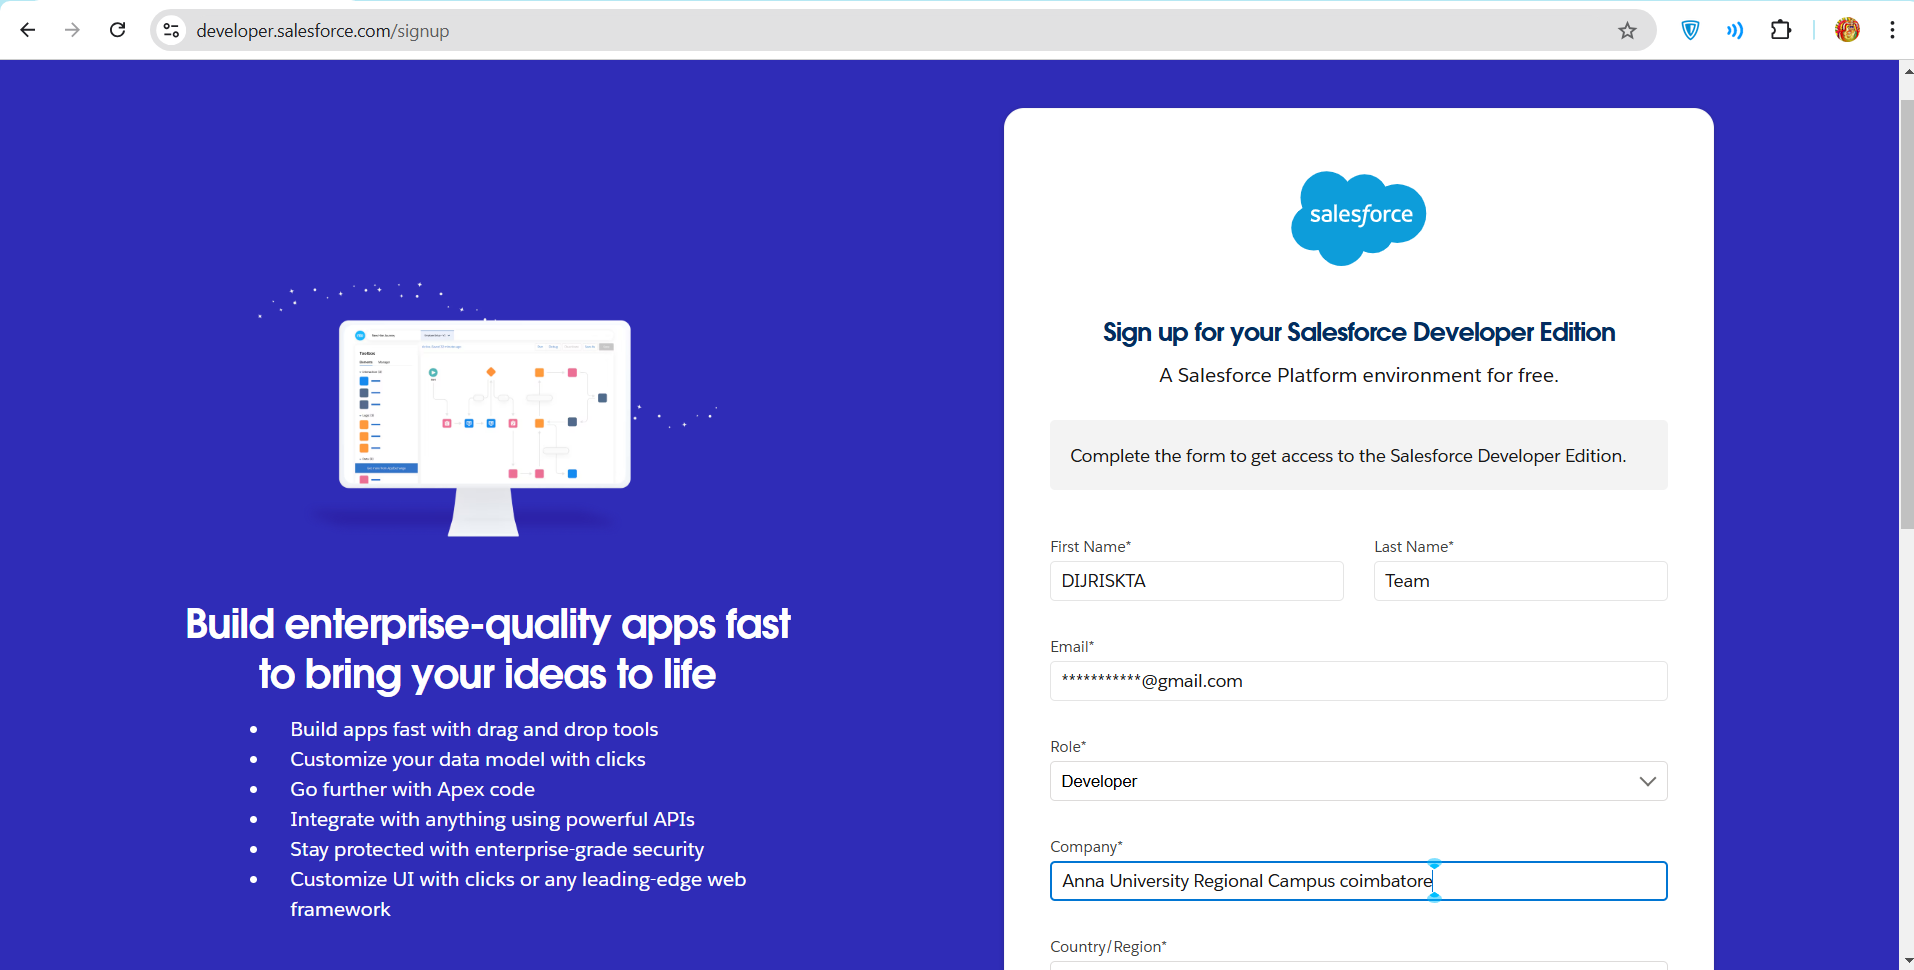 developer.salesforce.com/signup
salesforce
Sign up for your Salesforce Developer Edition
A Salesforce Platform environment for free.
Complete the form to get access to the Salesforce Developer Edition.
First Name*
Last Name*
DIJRISKTA
Team
Email*
***********@gmail.com
Role*
Developer
Company*
Anna University Regional Campus coimbatore
Country/Region*
Toolbox
Build enterprise-quality apps fast
to bring your ideas to life
• Build apps fast with drag and drop tools
• Customize your data model with clicks
• Go further with Apex code
• Integrate with anything using powerful APIs
• Stay protected with enterprise-grade security
• Customize UI with clicks or any leading-edge web
framework